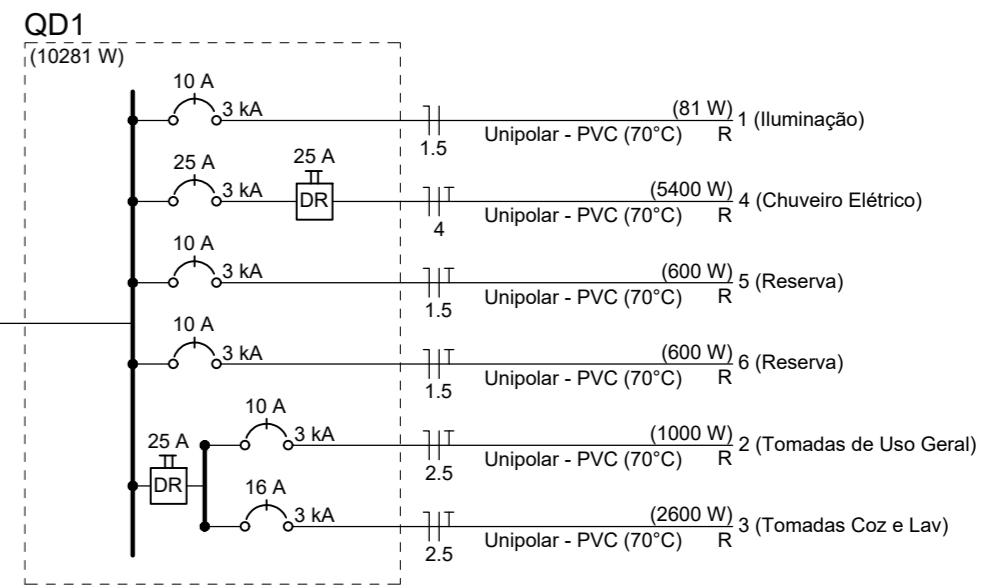 QD1
(10281 W)
10 A
3 kA
1.5
(81 W)
Unipolar - PVC (70°C)
R
1 (Iluminação)
25 A
3 kA
25 A
DR
4
(5400 W)
Unipolar - PVC (70°C)
R
4 (Chuveiro Elétrico)
10 A
3 kA
1.5
(600 W)
Unipolar - PVC (70°C)
R
5 (Reserva)
10 A
3 kA
1.5
(600 W)
Unipolar - PVC (70°C)
R
6 (Reserva)
25 A
DR
10 A
3 kA
2.5
(1000 W)
Unipolar - PVC (70°C)
R
2 (Tomadas de Uso Geral)
16 A
3 kA
2.5
(2600 W)
Unipolar - PVC (70°C)
R
3 (Tomadas Coz e Lav)